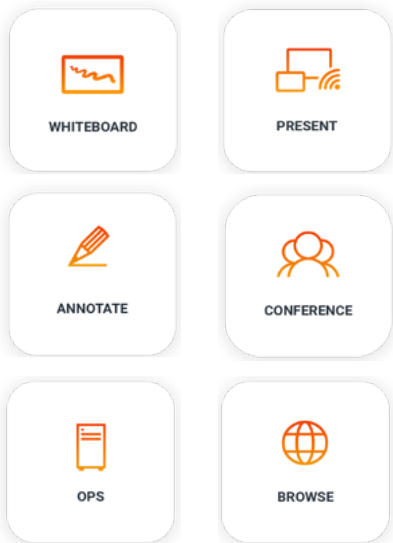 WHITEBOARD
PRESENT
ANNOTATE
CONFERENCE
OPS
BROWSE